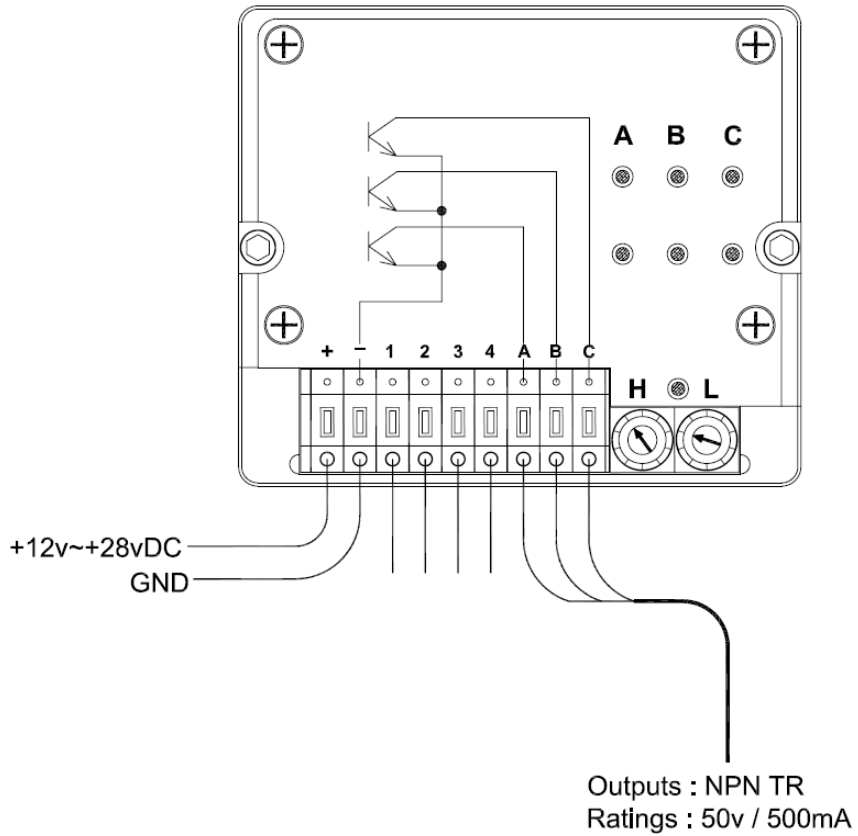 A B C
+ − 1 2 3 4 A B C
H L
+12v~+28vDC
GND
Outputs : NPN TR
Ratings : 50v / 500mA